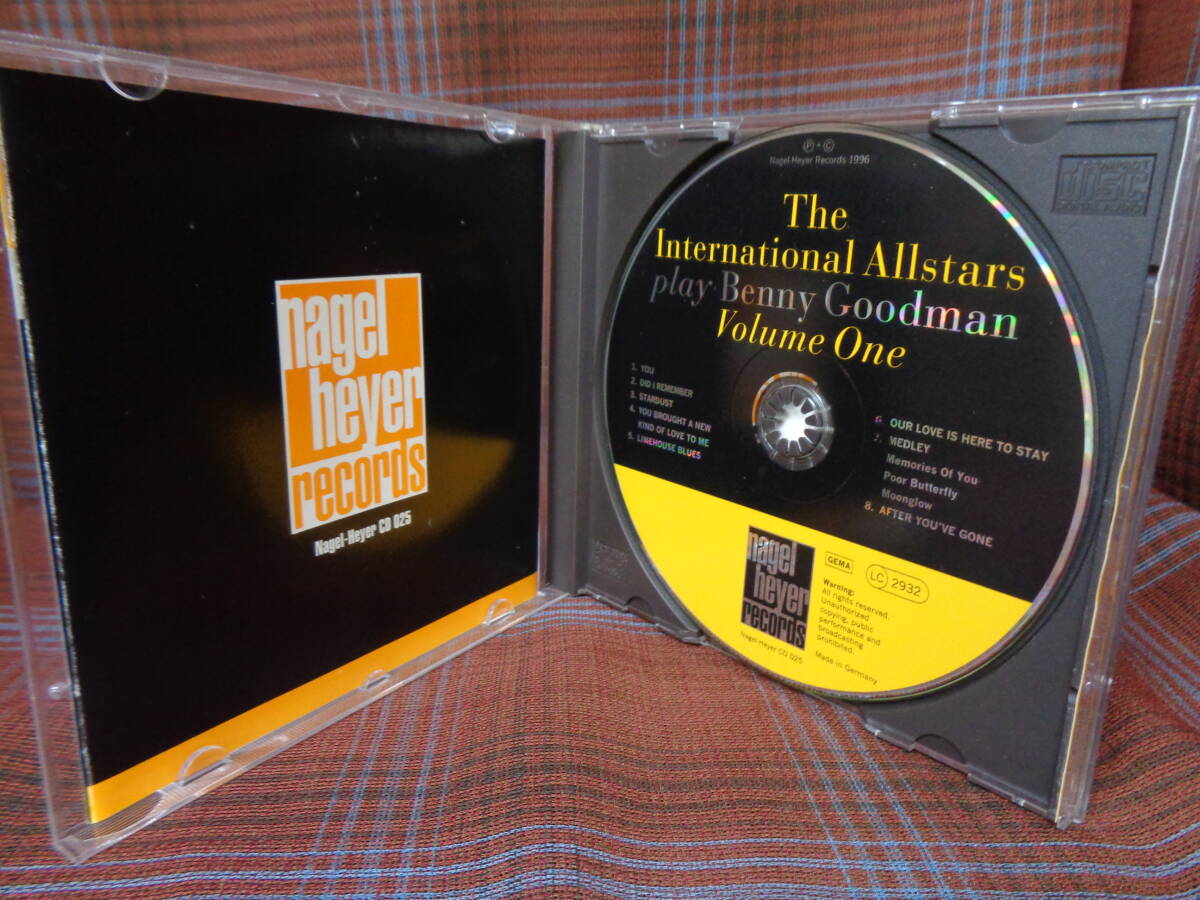 nagel
heyer
records
Nagel-Heyer CD 025
DISC
Ⓟ • ©
Nagel-Heyer Records 1996
The
International Allstars
play Benny Goodman
Volume One
1. YOU
2. DID I REMEMBER
3. STARDUST
4. YOU BROUGHT A NEW
KIND OF LOVE TO ME
5. LIMEHOUSE BLUES
6. OUR LOVE IS HERE TO STAY
7. MEDLEY
Memories Of You
Poor Butterfly
Moonglow
8. AFTER YOU'VE GONE
nagel
heyer
records
Nagel-Heyer CD 025
GEMA
LC 2932
Warning:
All rights reserved.
Unauthorized
copying, public
performance and
broadcasting
prohibited.
Made in Germany